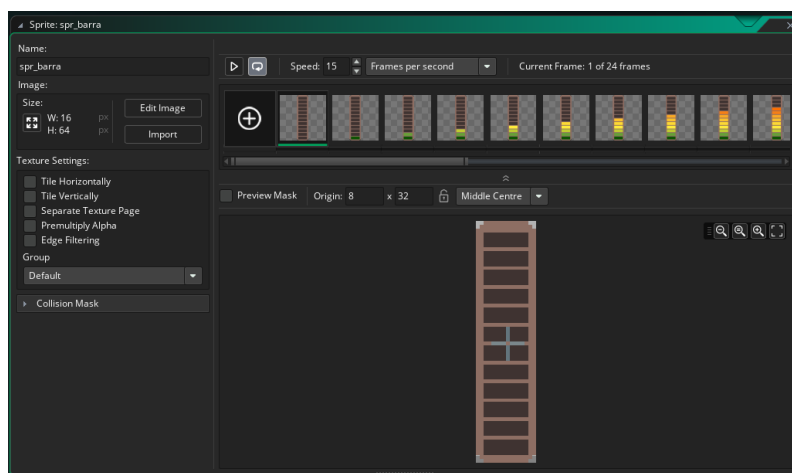 Sprite: spr_barra
Name:
spr_barra
Image:
Size:
W: 16 px
H: 64 px
Edit Image
Import
Texture Settings:
Tile Horizontally
Tile Vertically
Separate Texture Page
Premultiply Alpha
Edge Filtering
Group
Default
Collision Mask
Speed: 15 Frames per second Current Frame: 1 of 24 frames
Preview Mask Origin: 8 x 32 Middle Centre